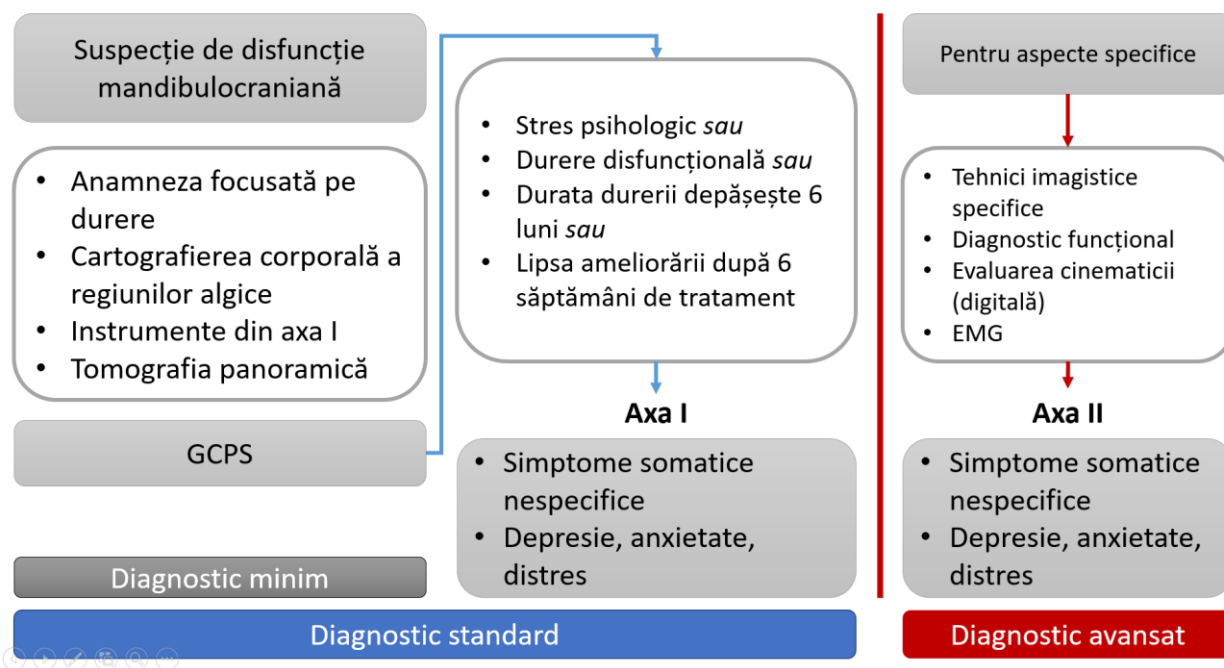 Suspecție de disfuncție
mandibulocraniană
• Anamneza focusată pe
durere
• Cartografierea corporală a
regiunilor algice
• Instrumente din axa I
• Tomografia panoramică
GCPS
Diagnostic minim
• Stres psihologic sau
• Durere disfuncțională sau
• Durata durerii depășește 6
luni sau
• Lipsa ameliorării după 6
săptămâni de tratament
Axa I
• Simptome somatice
nespecifice
• Depresie, anxietate,
distres
Diagnostic standard
Pentru aspecte specifice
• Tehnici imagistice
specifice
• Diagnostic funcțional
• Evaluarea cinematicii
(digitală)
• EMG
Axa II
• Simptome somatice
nespecifice
• Depresie, anxietate,
distres
Diagnostic avansat